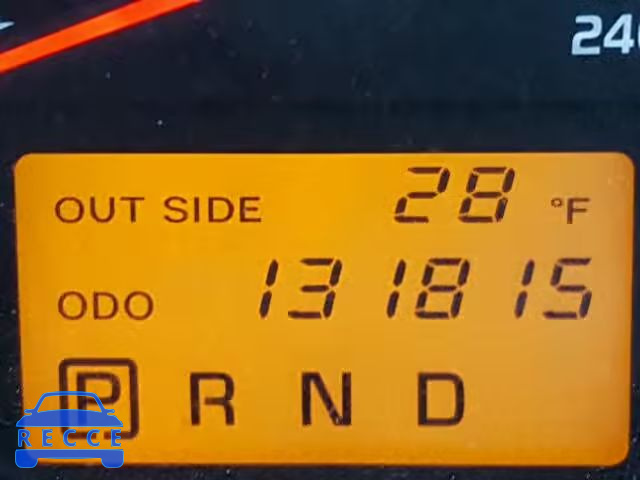 240
OUT SIDE 28 °F
ODO 131815
P R N D
RECCE